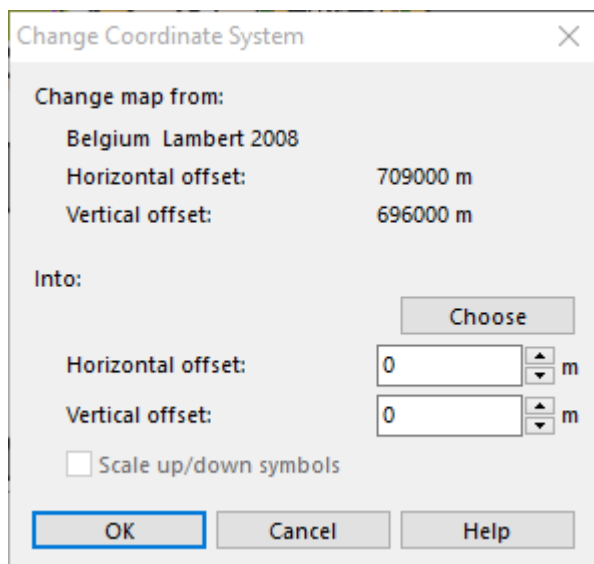 Change Coordinate System
Change map from:
Belgium Lambert 2008
Horizontal offset: 709000 m
Vertical offset: 696000 m
Into:
Choose
Horizontal offset: 0 m
Vertical offset: 0 m
Scale up/down symbols
OK Cancel Help